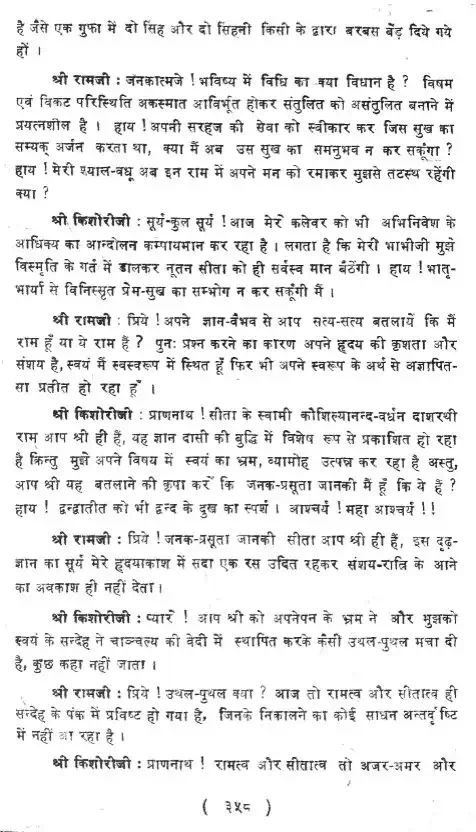 है जैसे एक गुफा में दो सिंह और दो सिंहनी किसी के द्वारा बरबस बेंड़ दिये गये
हों ।
श्री रामजी : जनकात्मजे ! भविष्य में विधि का क्या विधान है ? विषम
एवं विकट परिस्थिति अकस्मात आविर्भूत होकर संतुलित को असंतुलित बनाने में
प्रयत्नशील है । हाय ! अपनी सरहज की सेवा को स्वीकार कर जिस सुख का
सम्यक् अर्जन करता था, क्या मैं अब उस सुख का समनुभव न कर सकूंगा ?
हाय ! मेरी श्याल-वधू अब इन राम में अपने मन को रमाकर मुझसे तटस्थ रहेंगी
क्या ?
श्री किशोरीजी : सूर्य-कुल सूर्य ! आज मेरे कलेवर को भी अभिनिवेश के
आधिक्य का आन्दोलन कम्पायमान कर रहा है । लगता है कि मेरी भाभीजी मुझे
विस्मृति के गर्त में डालकर नूतन सीता को ही सर्वस्व मान बैठेंगी । हाय ! भातृ-
भार्या से विनिस्सृत प्रेम-सुख का सम्भोग न कर सकूंगी मैं ।
श्री रामजी : प्रिये ! अपने ज्ञान-वैभव से आप सत्य-सत्य बतलायें कि मैं
राम हूँ या ये राम हैं ? पुनः प्रश्न करने का कारण अपने हृदय की कृशता और
संशय है, स्वयं मैं स्वस्वरूप में स्थित हूँ फिर भी अपने स्वरूप के अर्थ से अज्ञापित-
सा प्रतीत हो रहा हूँ ।
श्री किशोरीजी : प्राणनाथ ! सीता के स्वामी कौशिल्यानन्द-वर्धन दाशरथी
राम आप श्री ही हैं, यह ज्ञान दासी की बुद्धि में विशेष रूप से प्रकाशित हो रहा
है किन्तु मुझे अपने विषय में स्वयं का भ्रम, व्यामोह उत्पन्न कर रहा है अस्तु,
आप श्री यह बतलाने की कृपा करें कि जनक-प्रसूता जानकी मैं हूँ कि ये हैं ?
हाय ! द्वन्द्वातीत को भी द्वन्द के दुख का स्पर्श । आश्चर्य ! महा आश्चर्य ! !
श्री रामजी : प्रिये ! जनक-प्रसूता जानकी सीता आप श्री ही हैं, इस दृढ़-
ज्ञान का सूर्य मेरे हृदयाकाश में सदा एक रस उदित रहकर संशय-रात्रि के आने
का अवकाश ही नहीं देता ।
श्री किशोरीजी : प्यारे ! आप श्री को अपनेपन के भ्रम ने और मुझको
स्वयं के सन्देह ने चाञ्चल्य की वेदी में स्थापित करके कैसी उथल-पुथल मचा दी
है, कुछ कहा नहीं जाता ।
श्री रामजी : प्रिये ! उथल-पुथल क्या ? आज तो रामत्व और सीतात्व ही
सन्देह के पंक में प्रविष्ट हो गया है, जिनके निकालने का कोई साधन अन्तर्दृष्टि
में नहीं आ रहा है ।
श्री किशोरीजी : प्राणनाथ ! रामत्व और सीतात्व तो अजर-अमर और
( ३५८ )